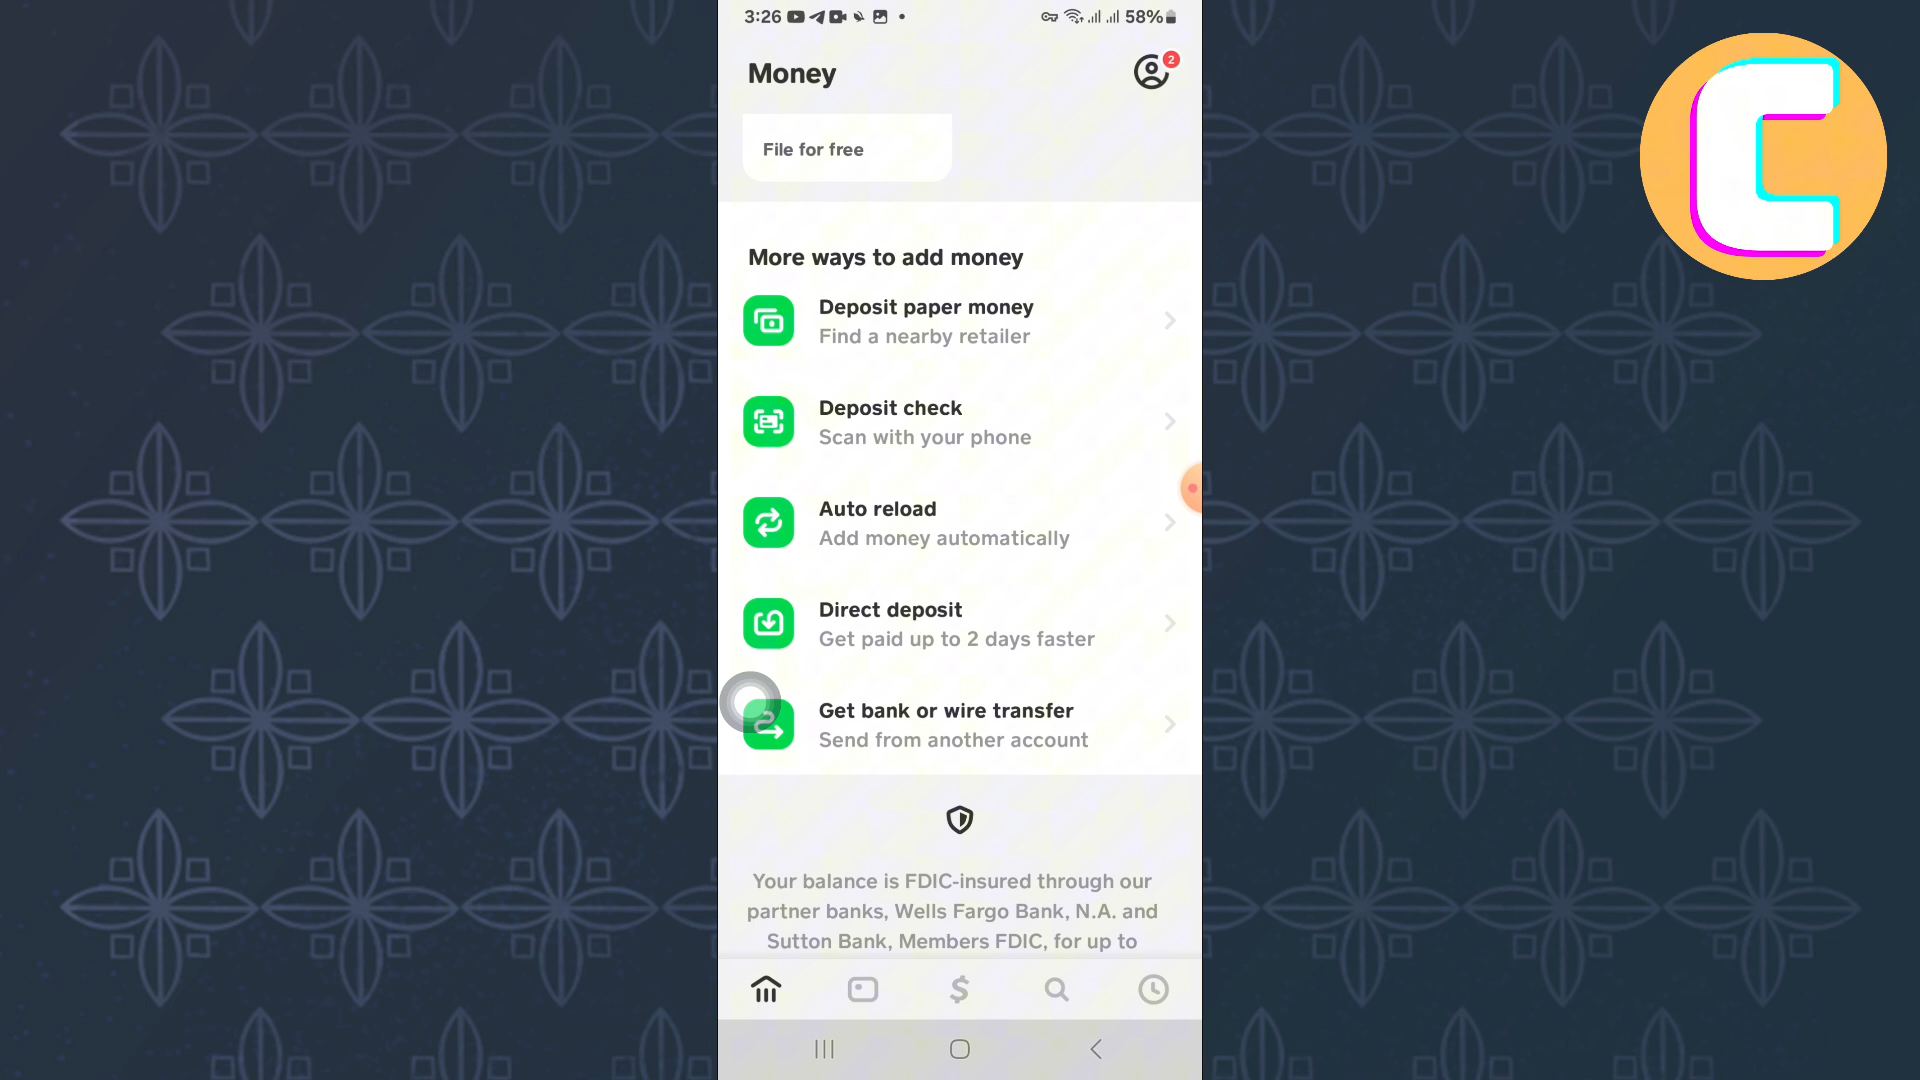 3:26
58%
Money
2
File for free
More ways to add money
Deposit paper money
Find a nearby retailer
Deposit check
Scan with your phone
Auto reload
Add money automatically
Direct deposit
Get paid up to 2 days faster
Get bank or wire transfer
Send from another account
Your balance is FDIC-insured through our
partner banks, Wells Fargo Bank, N.A. and
Sutton Bank, Members FDIC, for up to
$
C